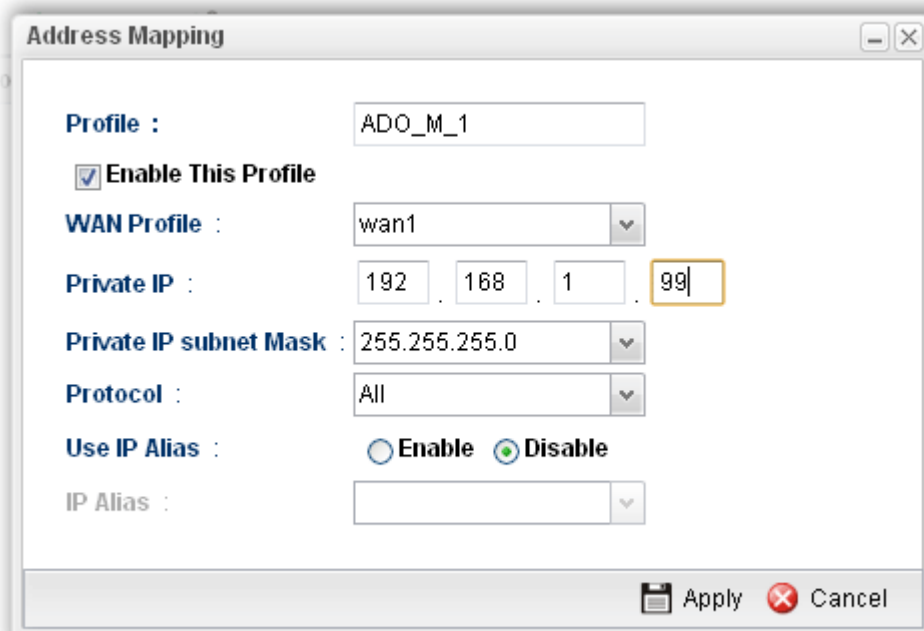 Address Mapping
Profile : ADO_M_1
Enable This Profile
WAN Profile : wan1
Private IP : 192 . 168 . 1 . 99
Private IP subnet Mask : 255.255.255.0
Protocol : All
Use IP Alias : Enable Disable
IP Alias :
Apply Cancel